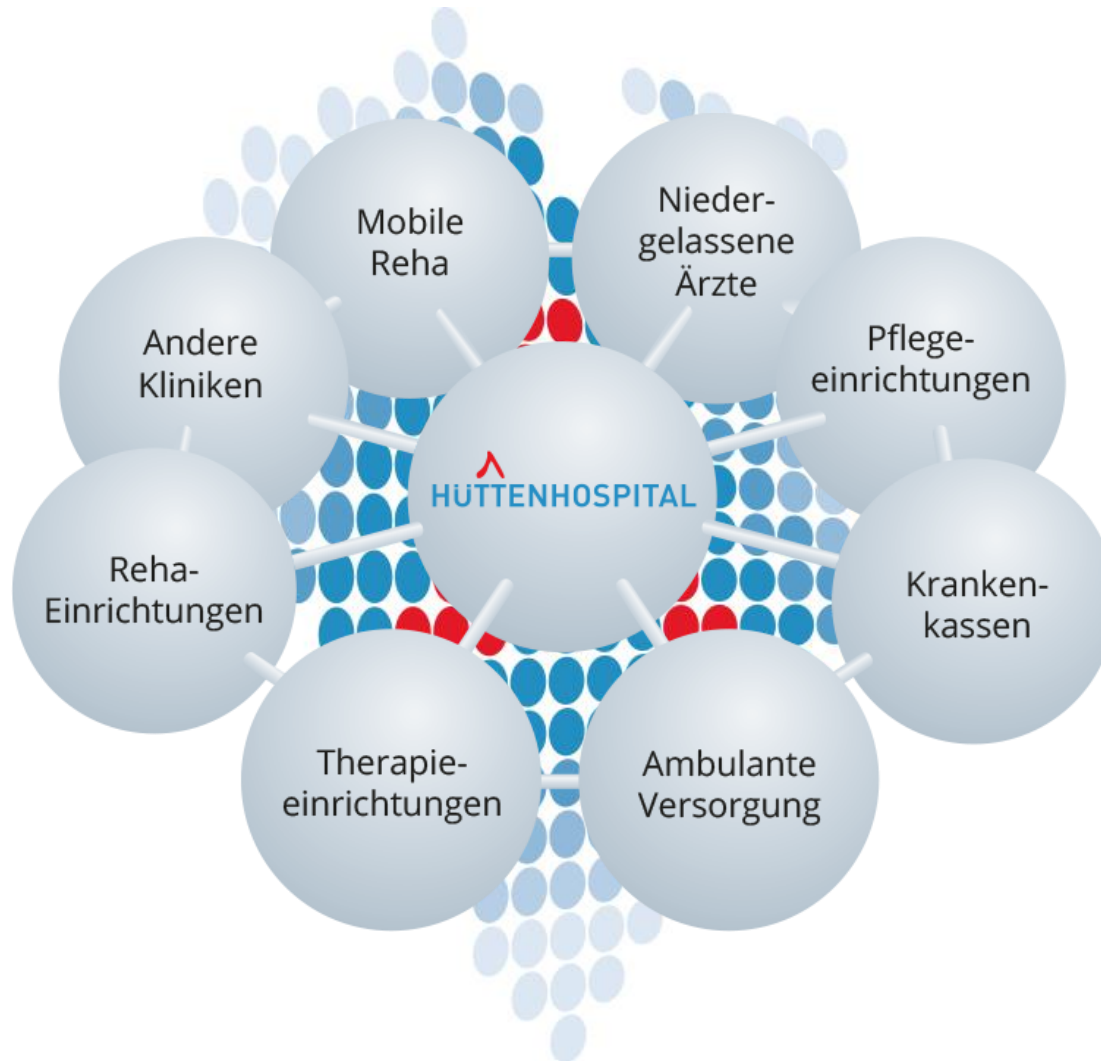 Mobile
Reha
Nieder-
gelassene
Ärzte
Andere
Kliniken
Pflege-
einrichtungen
HÜTTENHOSPITAL
Reha-
Einrichtungen
Kranken-
kassen
Therapie-
einrichtungen
Ambulante
Versorgung